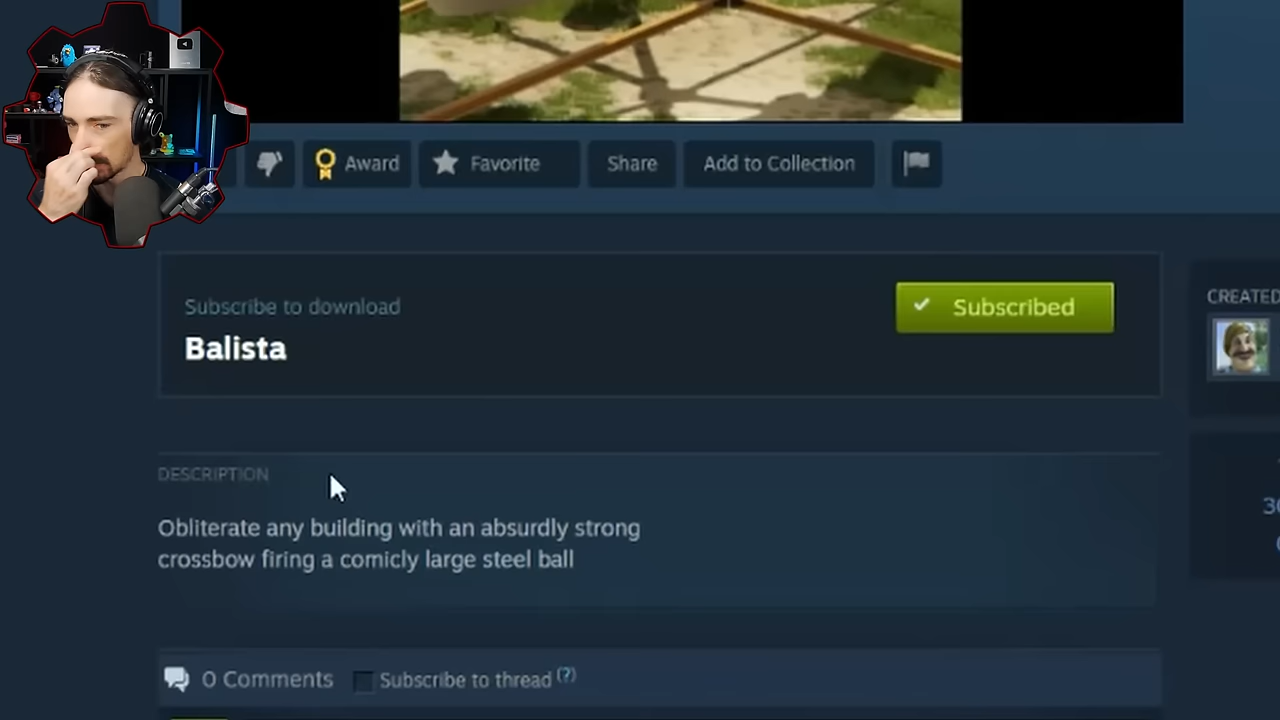 Award
Favorite
Share
Add to Collection
Subscribe to download
Balista
Subscribed
CREATED
DESCRIPTION
Obliterate any building with an absurdly strong
crossbow firing a comicly large steel ball
0 Comments
Subscribe to thread (?)